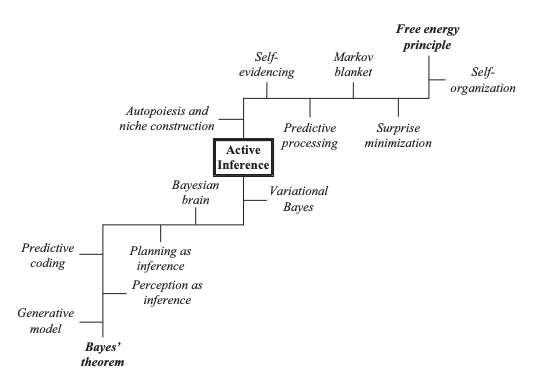 Free energy
principle
Self-
evidencing
Markov
blanket
Self-
organization
Autopoiesis and
niche construction
Predictive
processing
Surprise
minimization
Active
Inference
Bayesian
brain
Variational
Bayes
Predictive
coding
Planning as
inference
Perception as
inference
Generative
model
Bayes’
theorem